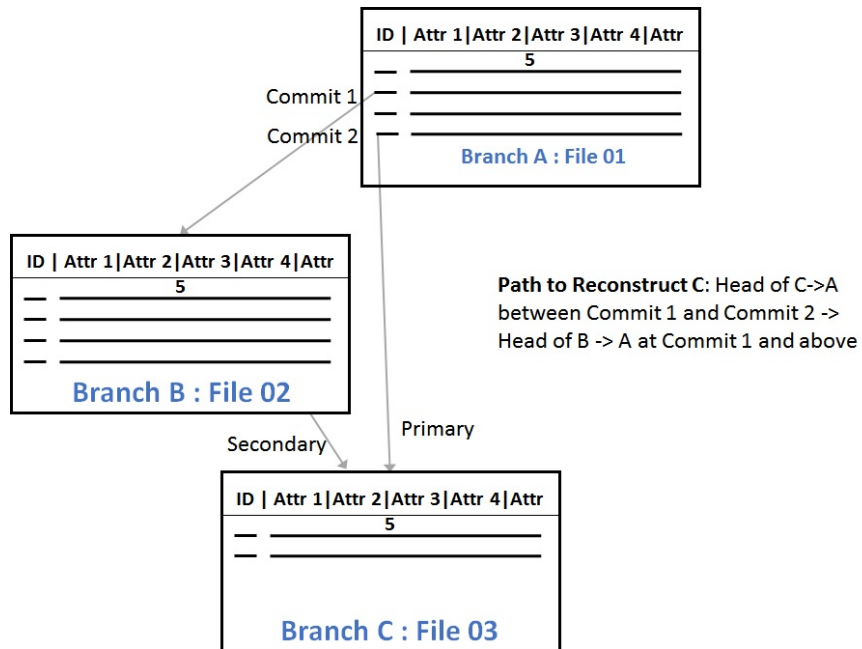 ID | Attr 1|Attr 2|Attr 3|Attr 4|Attr
5
Commit 1
Commit 2
Branch A : File 01
ID | Attr 1|Attr 2|Attr 3|Attr 4|Attr
5
Branch B : File 02
Path to Reconstruct C: Head of C->A
between Commit 1 and Commit 2 ->
Head of B -> A at Commit 1 and above
Secondary
Primary
ID | Attr 1|Attr 2|Attr 3|Attr 4|Attr
5
Branch C : File 03